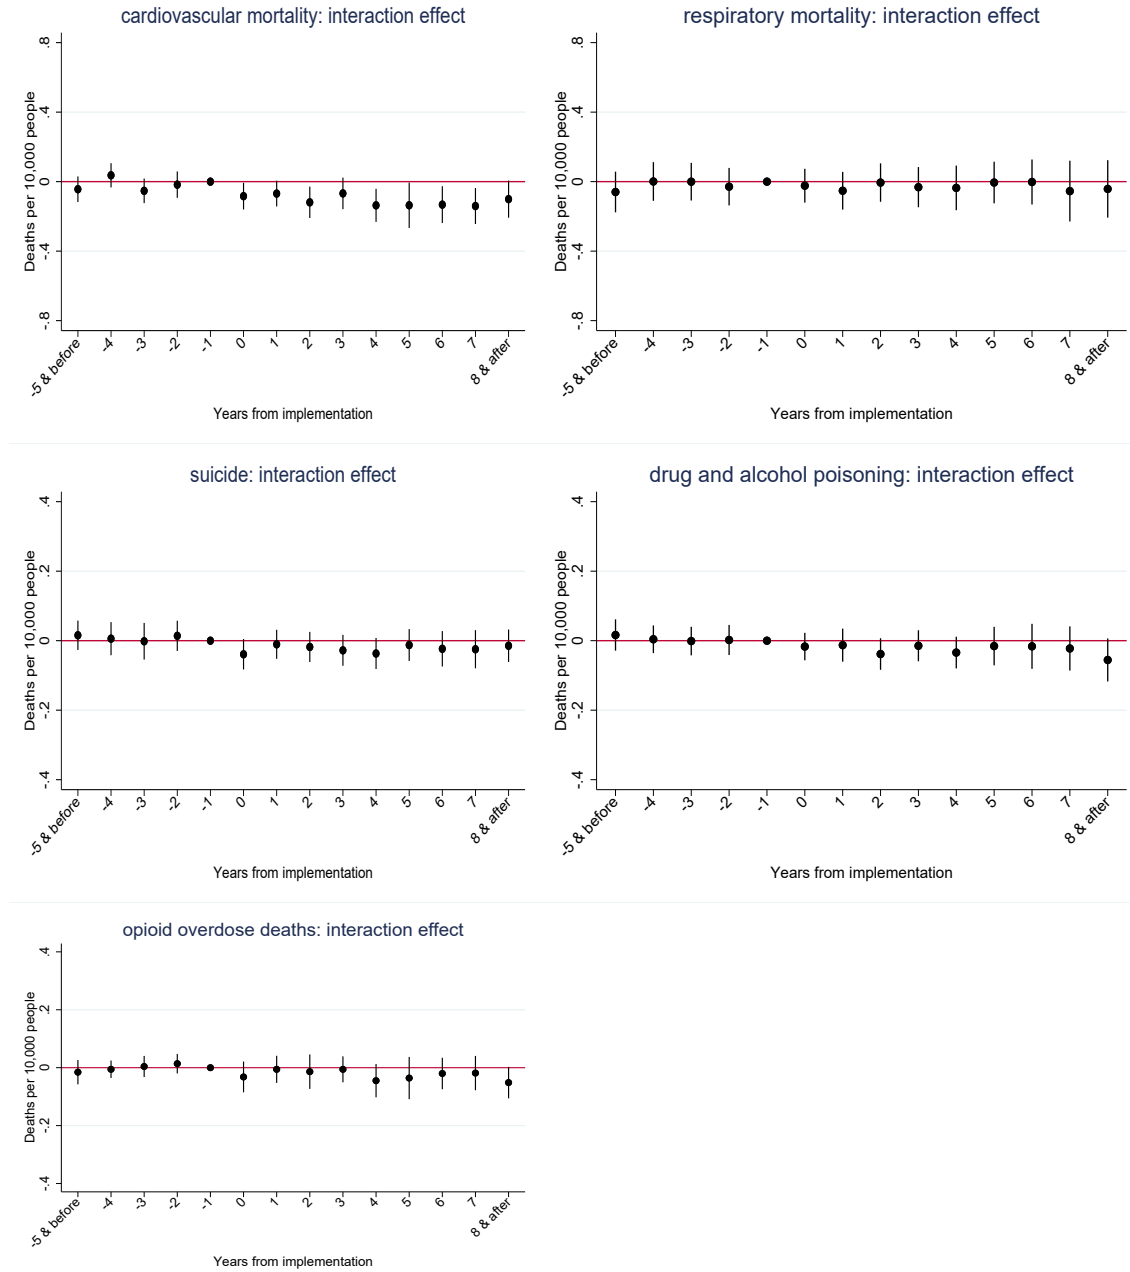 cardiovascular mortality: interaction effect
Deaths per 10,000 people
.8
.4
0
-.4
-.8
-5 & before -4 -3 -2 -1 0 1 2 3 4 5 6 7 8 & after
Years from implementation
respiratory mortality: interaction effect
Deaths per 10,000 people
.8
.4
0
-.4
-.8
-5 & before -4 -3 -2 -1 0 1 2 3 4 5 6 7 8 & after
Years from implementation
suicide: interaction effect
Deaths per 10,000 people
.4
.2
0
-.2
-.4
-5 & before -4 -3 -2 -1 0 1 2 3 4 5 6 7 8 & after
Years from implementation
drug and alcohol poisoning: interaction effect
Deaths per 10,000 people
.4
.2
0
-.2
-.4
-5 & before -4 -3 -2 -1 0 1 2 3 4 5 6 7 8 & after
Years from implementation
opioid overdose deaths: interaction effect
Deaths per 10,000 people
.4
.2
0
-.2
-.4
-5 & before -4 -3 -2 -1 0 1 2 3 4 5 6 7 8 & after
Years from implementation